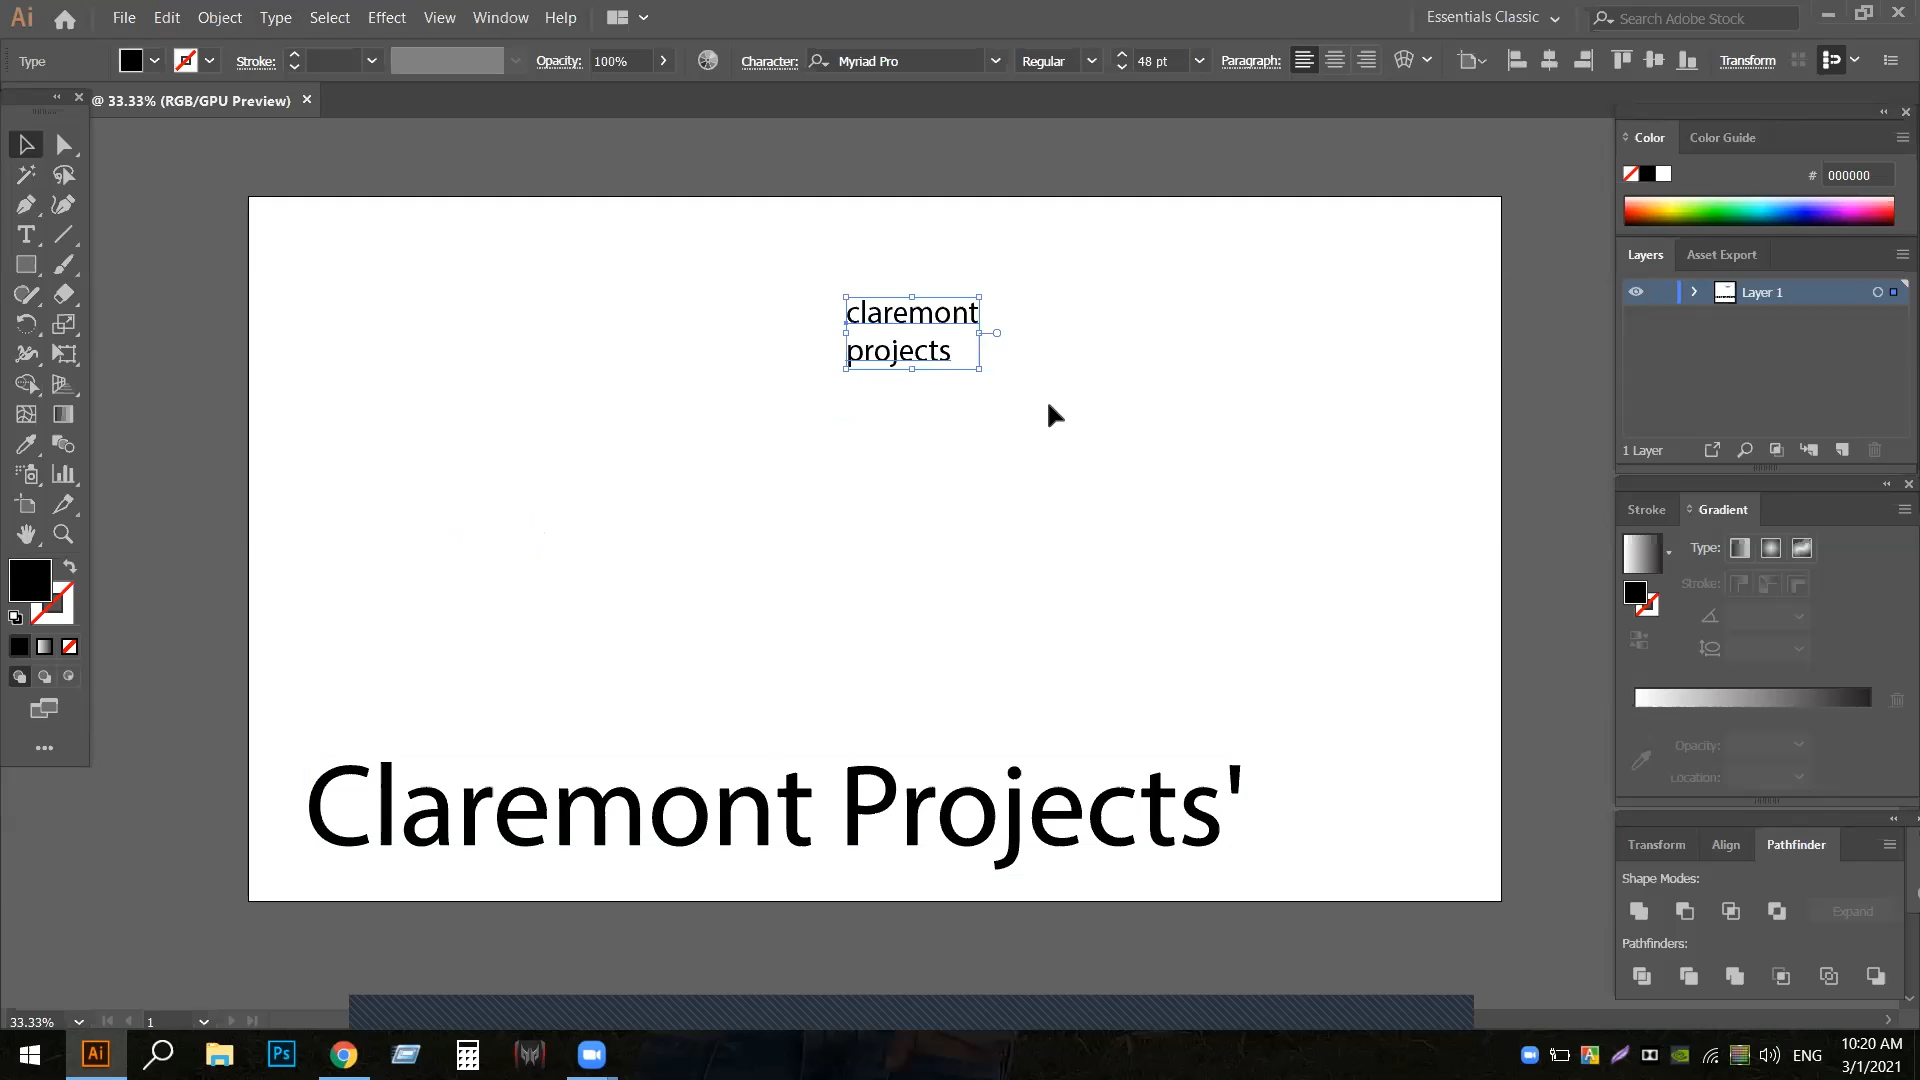 Ai File Edit Object Type Select Effect View Window Help Essentials Classic Search Adobe Stock
Type Stroke: Opacity: 100% Character: Myriad Pro Regular 48 pt Paragraph: Transform
@ 33.33% (RGB/GPU Preview)
Color Color Guide
# 000000
Layers Asset Export
Layer 1
claremont
projects
1 Layer
Stroke Gradient
Type:
Stroke:
Opacity:
Location:
Claremont Projects'
Transform Align Pathfinder
Shape Modes:
Expand
Pathfinders:
33.33% 1
Ai Ps ENG 10:20 AM
3/1/2021